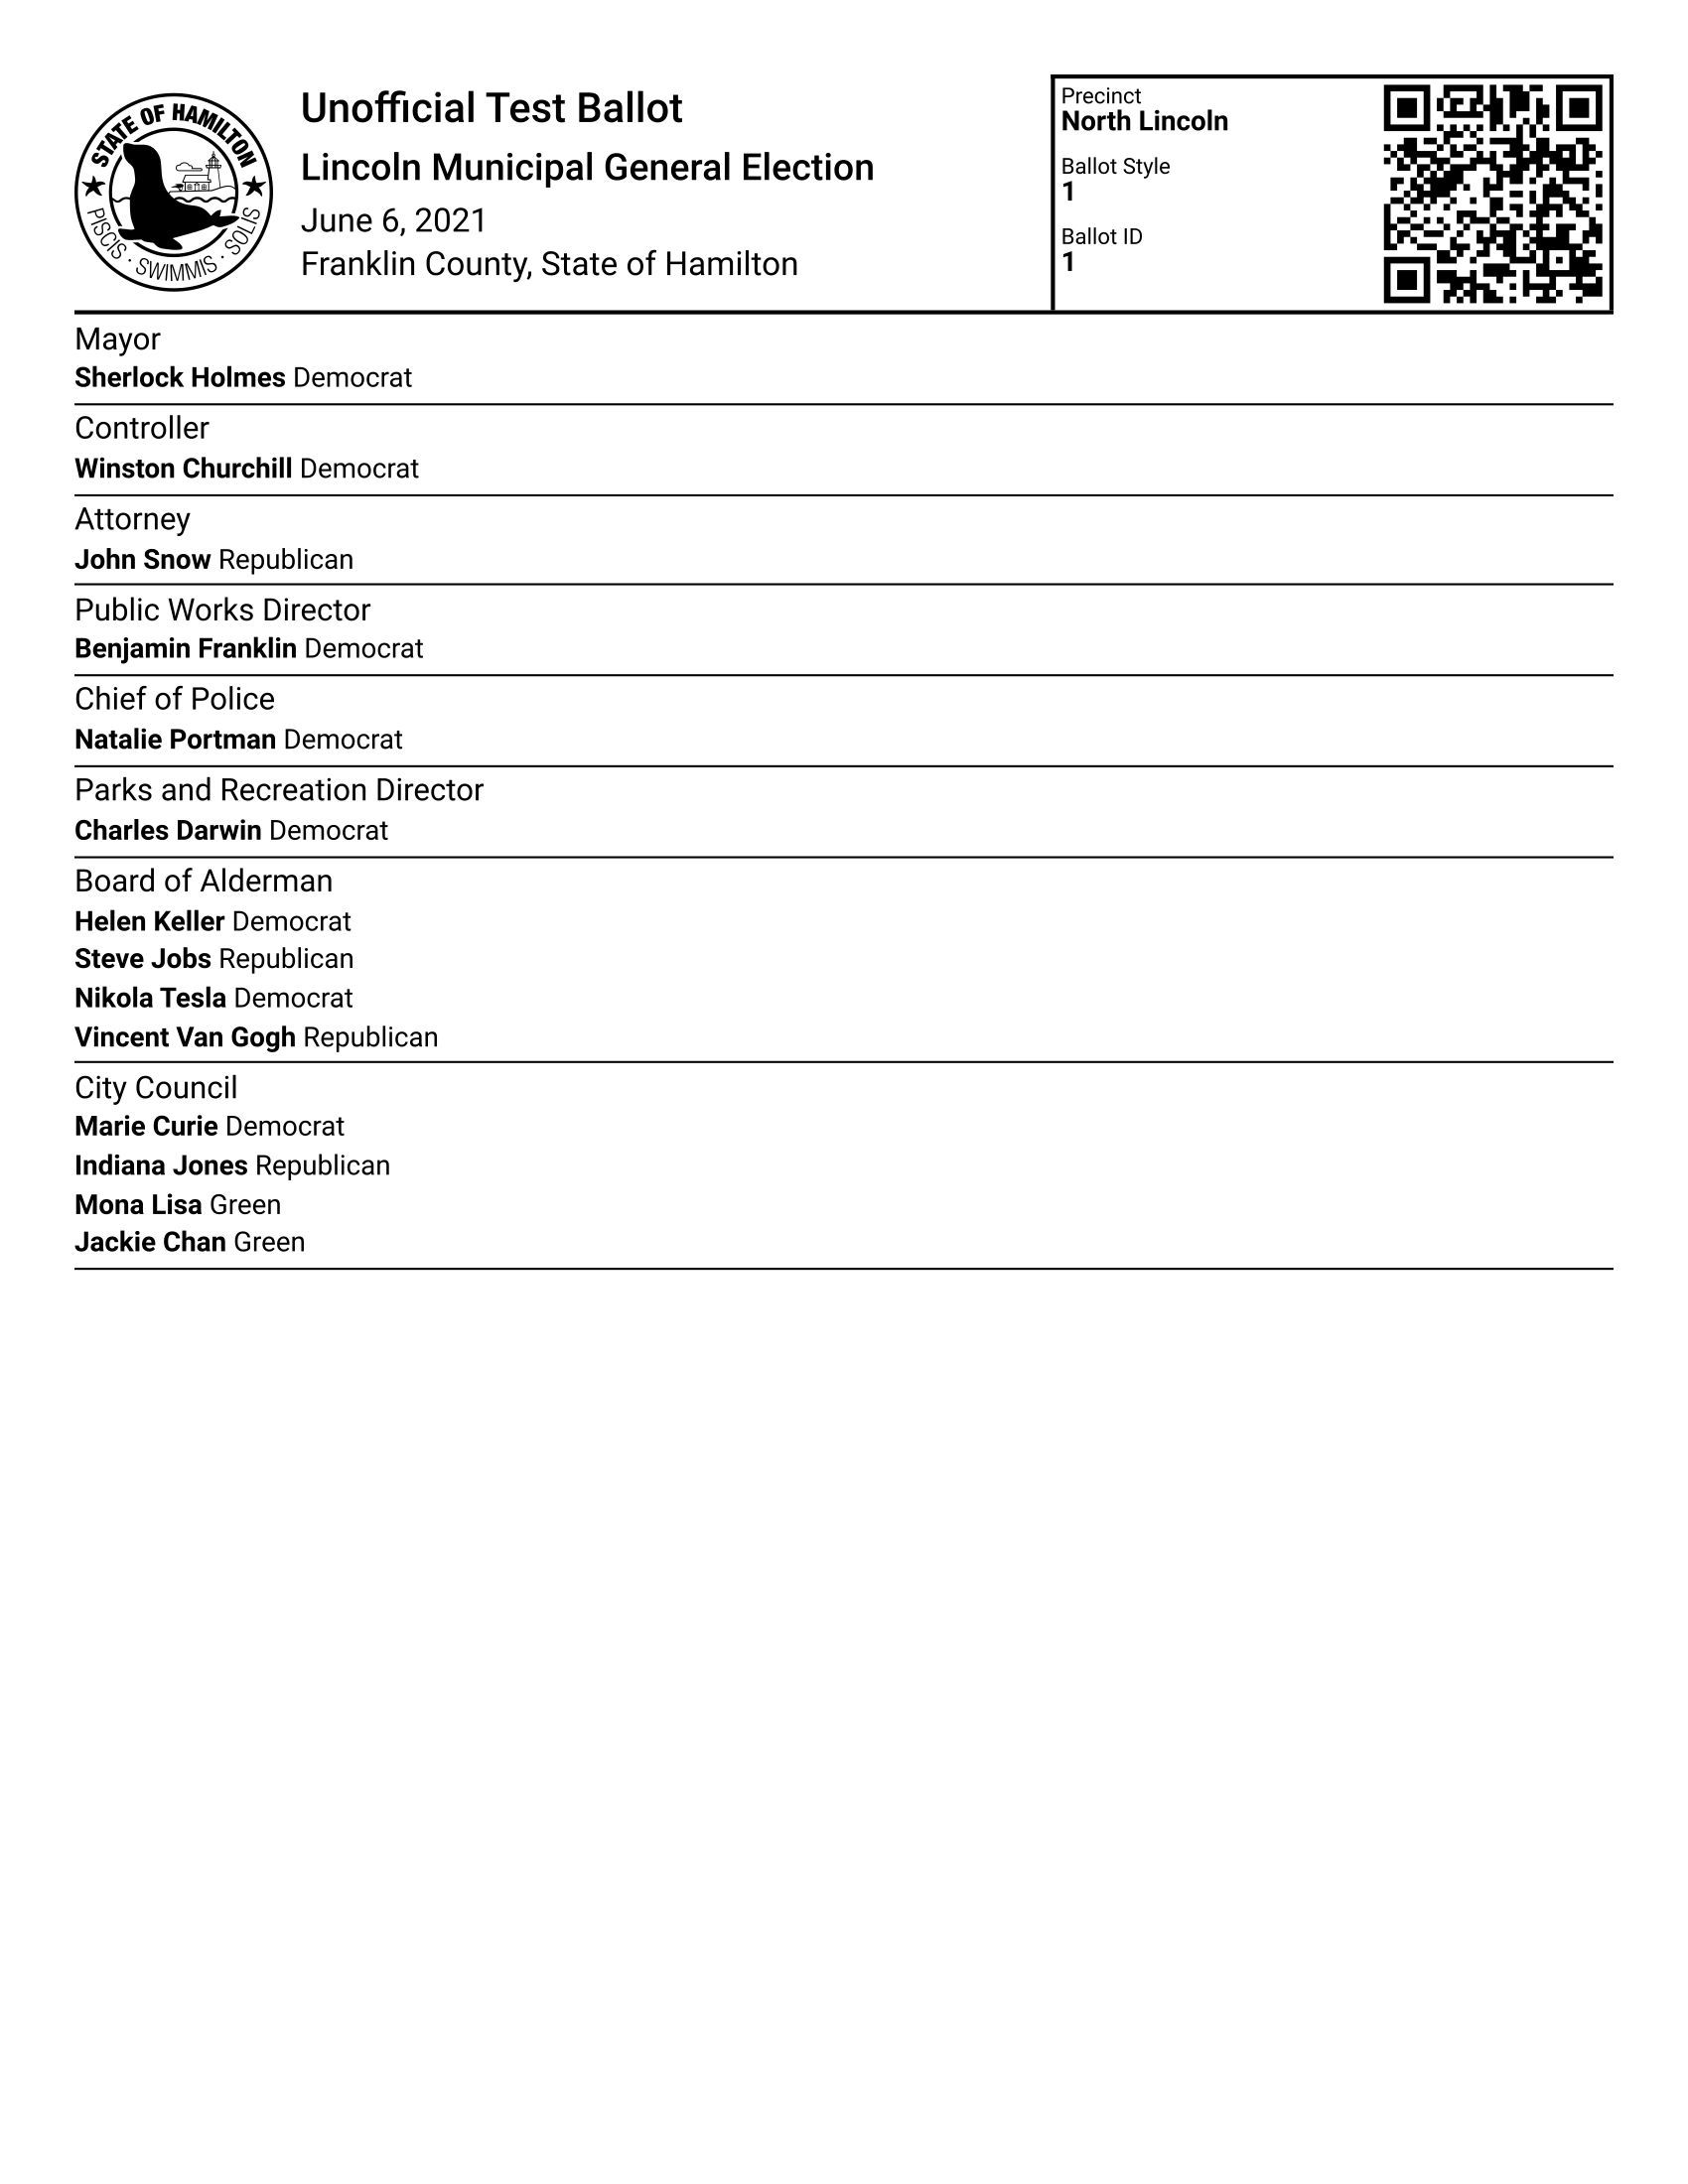 STATE OF HAMILTON
PISCIS · SWIMMIS · SOLIS
Unofficial Test Ballot
Lincoln Municipal General Election
June 6, 2021
Franklin County, State of Hamilton
Precinct
North Lincoln
Ballot Style
1
Ballot ID
1
Mayor
Sherlock Holmes Democrat
Controller
Winston Churchill Democrat
Attorney
John Snow Republican
Public Works Director
Benjamin Franklin Democrat
Chief of Police
Natalie Portman Democrat
Parks and Recreation Director
Charles Darwin Democrat
Board of Alderman
Helen Keller Democrat
Steve Jobs Republican
Nikola Tesla Democrat
Vincent Van Gogh Republican
City Council
Marie Curie Democrat
Indiana Jones Republican
Mona Lisa Green
Jackie Chan Green